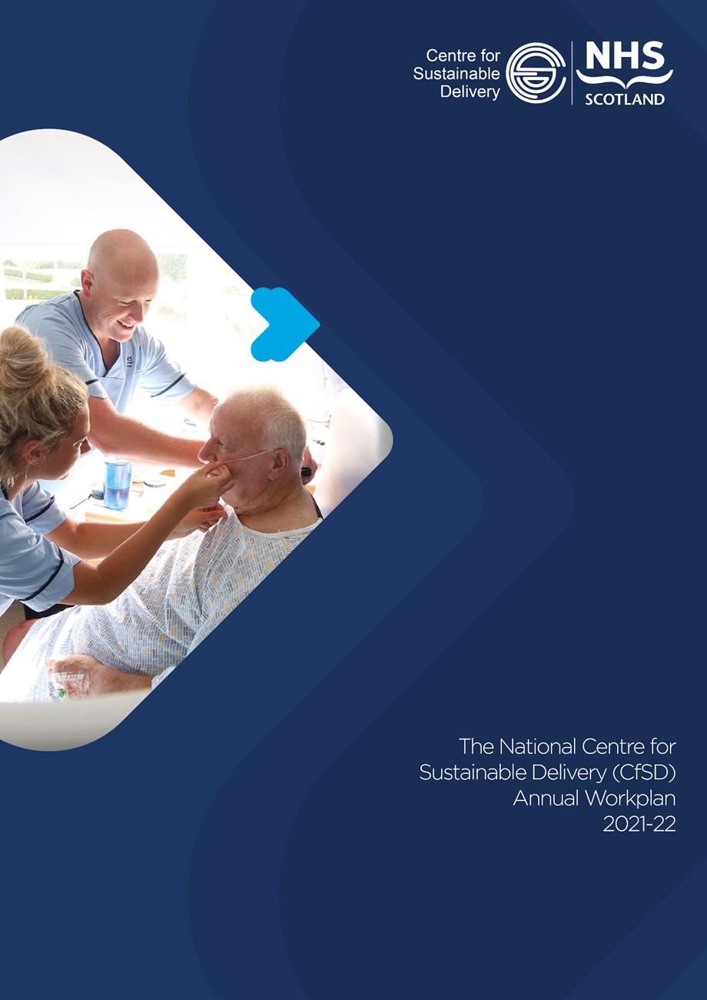 Centre for
Sustainable
Delivery
NHS
SCOTLAND
The National Centre for
Sustainable Delivery (CfSD)
Annual Workplan
2021-22